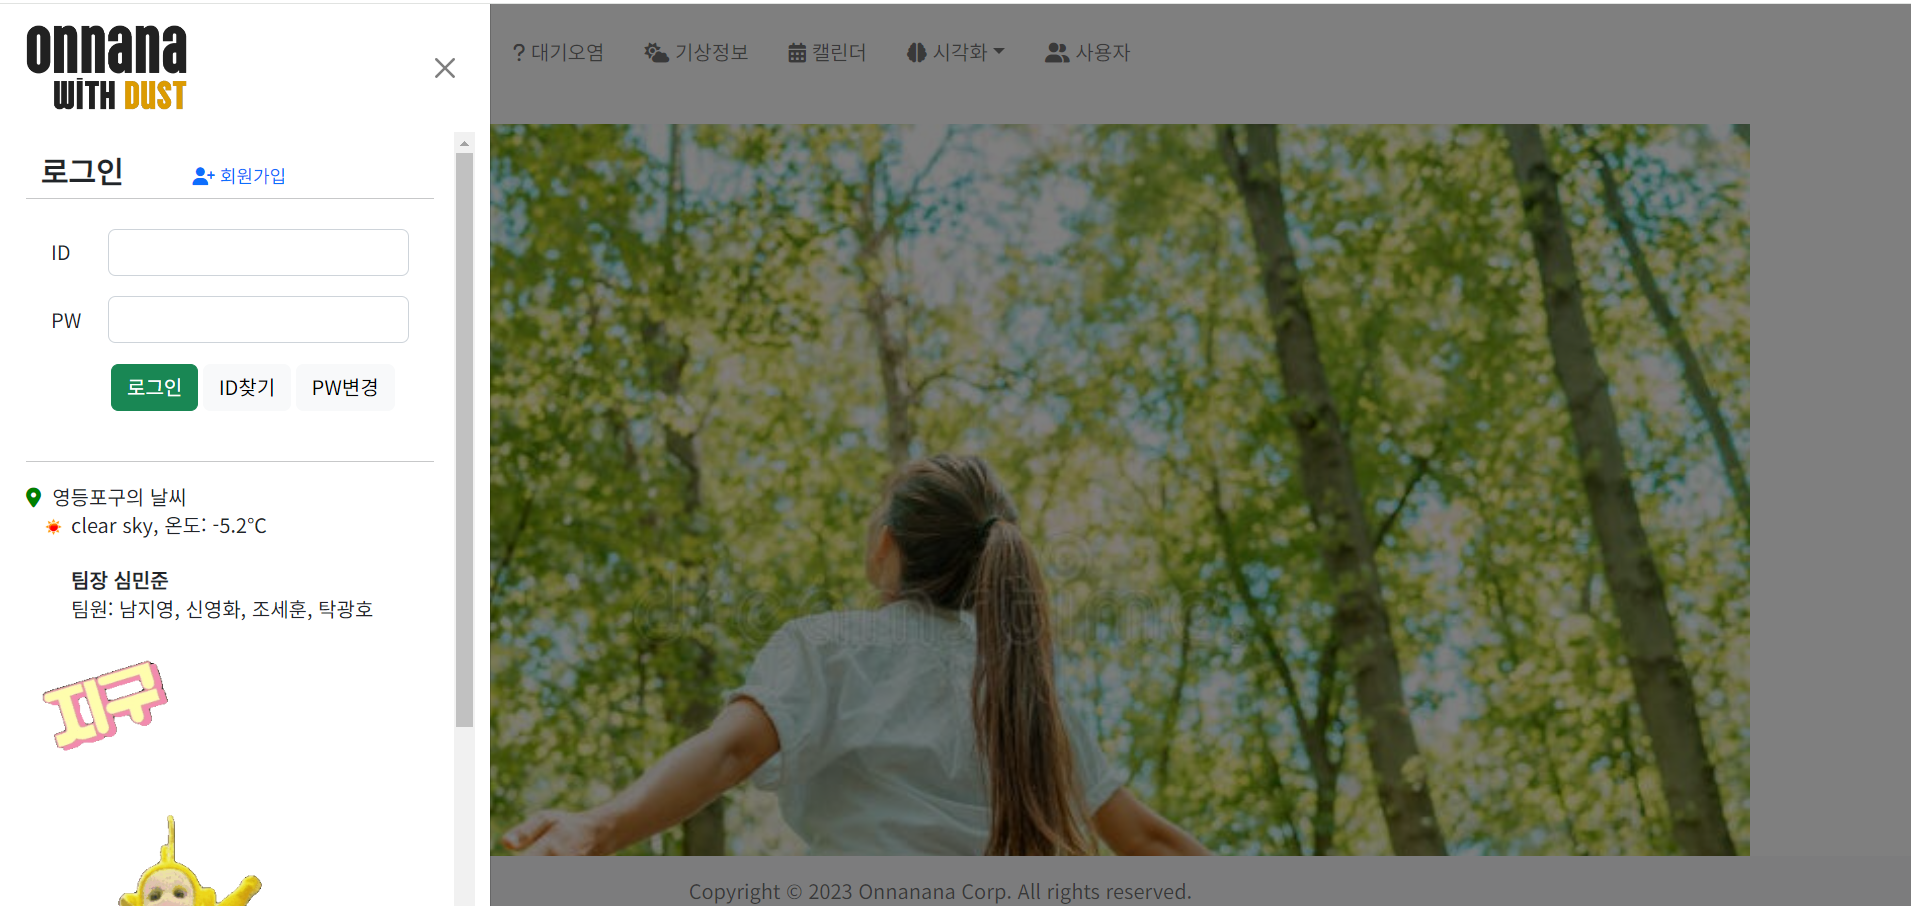 onnana
WiTH DUST
? 대기오염
기상정보
캘린더
시각화
사용자
로그인
회원가입
ID
PW
로그인
ID찾기
PW변경
영등포구의 날씨
clear sky, 온도: -5.2℃
팀장 심민준
팀원: 남지영, 신영화, 조세훈, 탁광호
지구
dreamstime
Copyright © 2023 Onnanana Corp. All rights reserved.